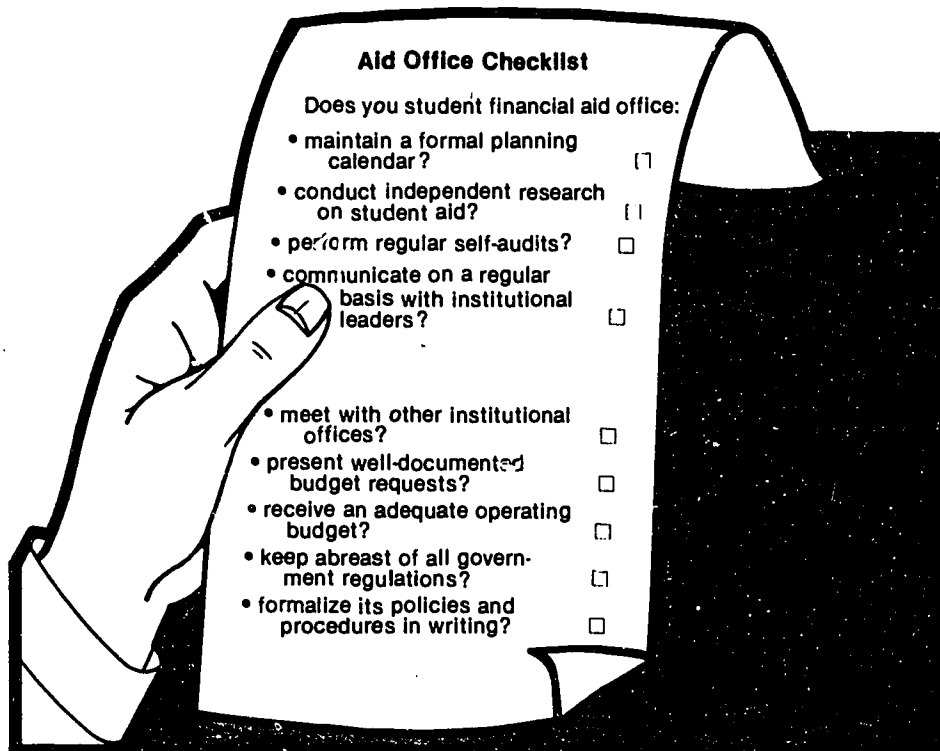 Aid Office Checklist
Does you student financial aid office:
• maintain a formal planning
calendar?
• conduct independent research
on student aid?
• perform regular self-audits?
• communicate on a regular
basis with institutional
leaders?
• meet with other institutional
offices?
• present well-documented
budget requests?
• receive an adequate operating
budget?
• keep abreast of all govern-
ment regulations?
• formalize its policies and
procedures in writing?